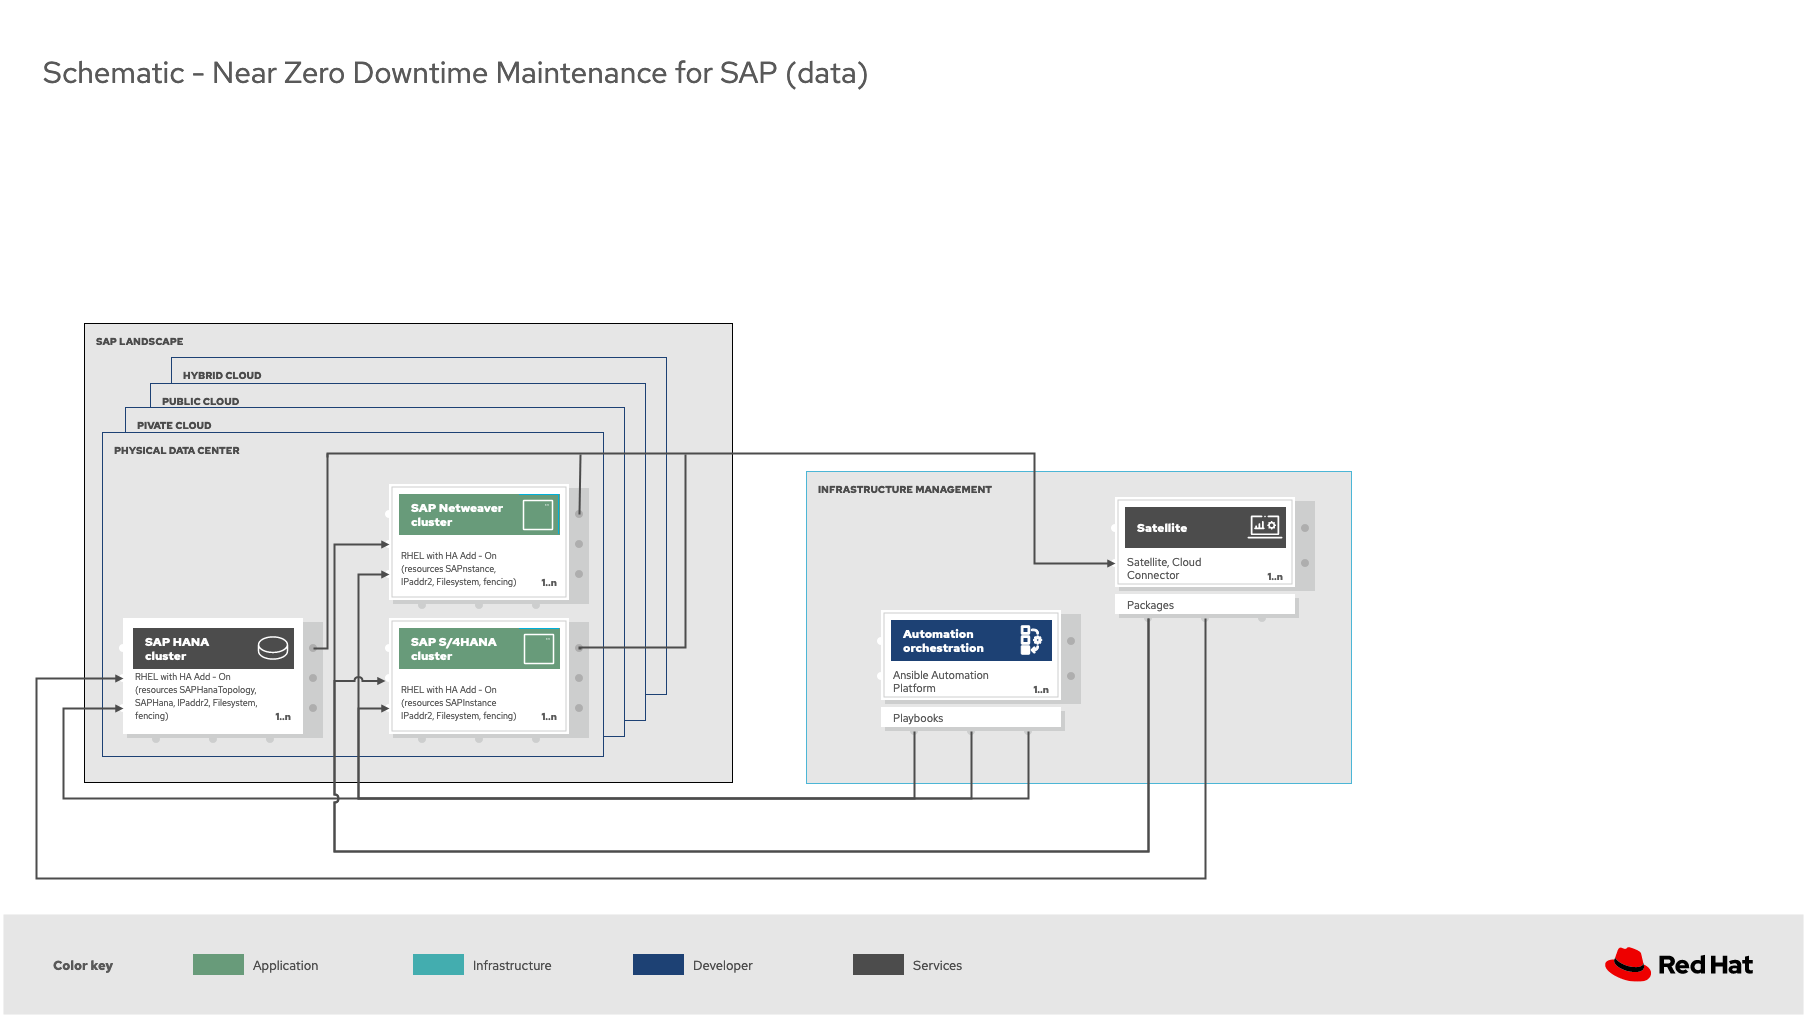 Schematic - Near Zero Downtime Maintenance for SAP (data)
SAP LANDSCAPE
HYBRID CLOUD
PUBLIC CLOUD
PIVATE CLOUD
PHYSICAL DATA CENTER
SAP Netweaver
cluster
RHEL with HA Add - On
(resources SAPnstance,
IPaddr2, Filesystem, fencing)
1..n
SAP HANA
cluster
RHEL with HA Add - On
(resources SAPHanaTopology,
SAPHana, IPaddr2, Filesystem,
fencing)
1..n
SAP S/4HANA
cluster
RHEL with HA Add - On
(resources SAPInstance
IPaddr2, Filesystem, fencing)
1..n
INFRASTRUCTURE MANAGEMENT
Satellite
Satellite, Cloud
Connector
1..n
Packages
Automation
orchestration
Ansible Automation
Platform
1..n
Playbooks
Color key
Application
Infrastructure
Developer
Services
Red Hat